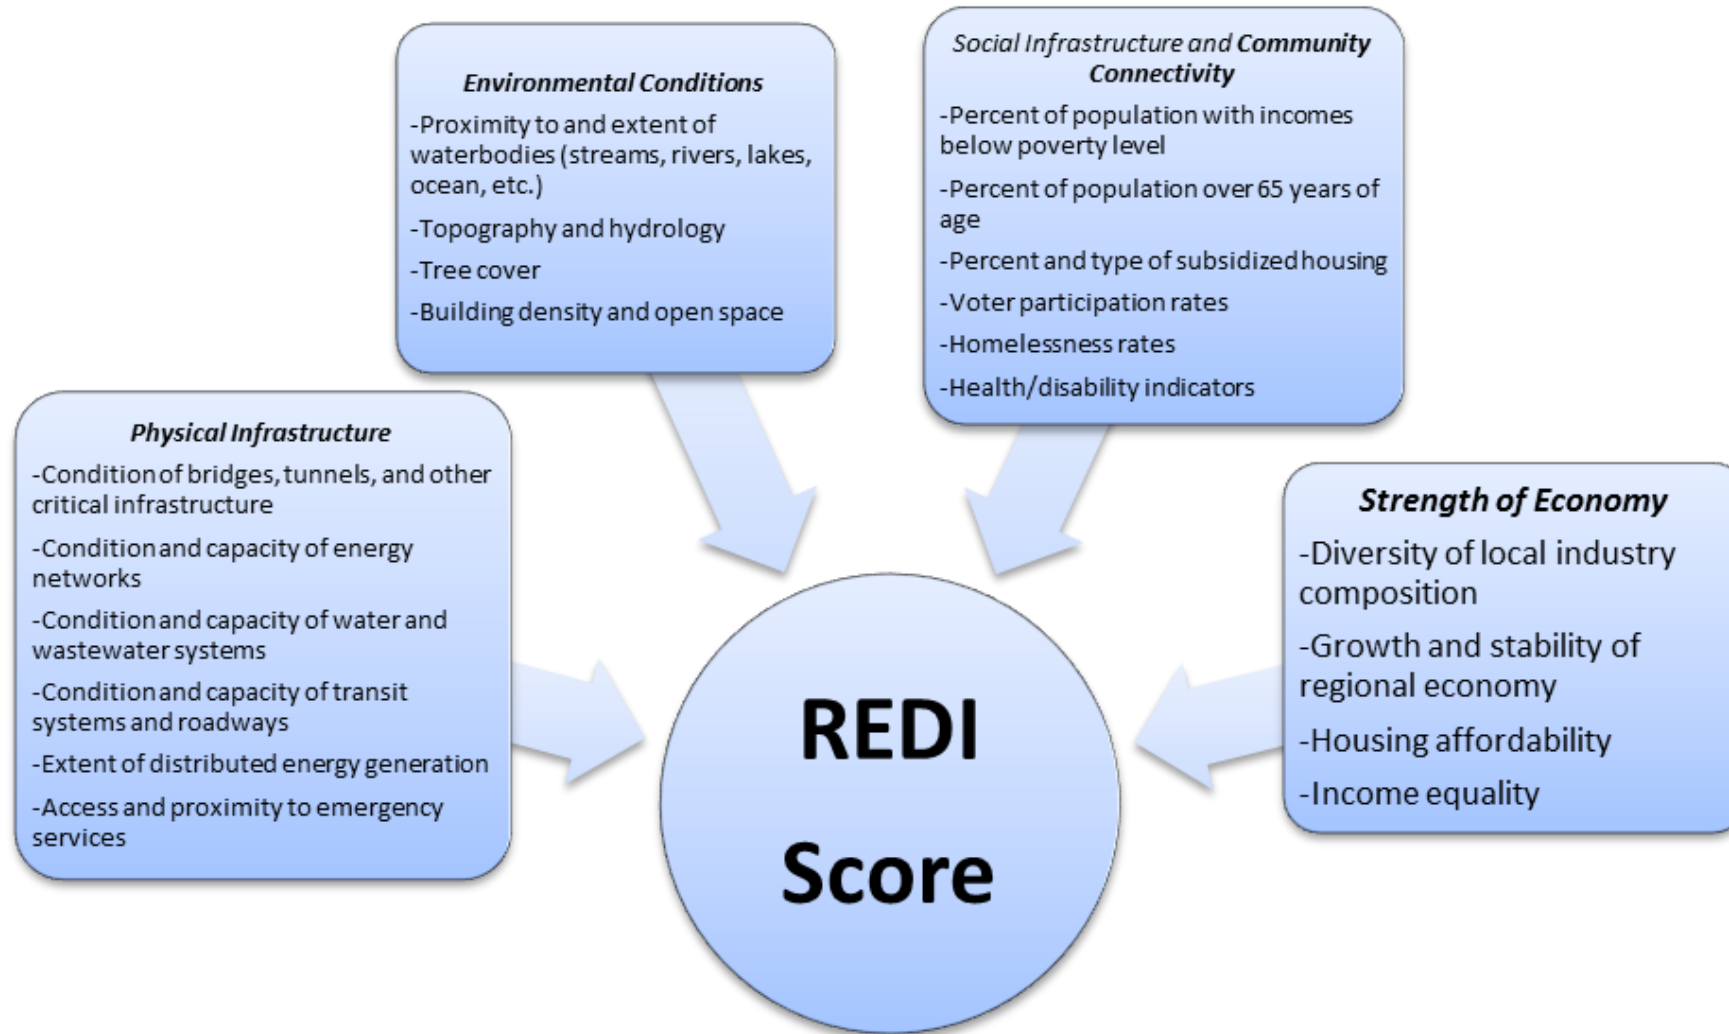 Environmental Conditions
-Proximity to and extent of
waterbodies (streams, rivers, lakes,
ocean, etc.)
-Topography and hydrology
-Tree cover
-Building density and open space
Social Infrastructure and Community
Connectivity
-Percent of population with incomes
below poverty level
-Percent of population over 65 years of
age
-Percent and type of subsidized housing
-Voter participation rates
-Homelessness rates
-Health/disability indicators
Physical Infrastructure
-Condition of bridges, tunnels, and other
critical infrastructure
-Condition and capacity of energy
networks
-Condition and capacity of water and
wastewater systems
-Condition and capacity of transit
systems and roadways
-Extent of distributed energy generation
-Access and proximity to emergency
services
Strength of Economy
-Diversity of local industry
composition
-Growth and stability of
regional economy
-Housing affordability
-Income equality
REDI
Score